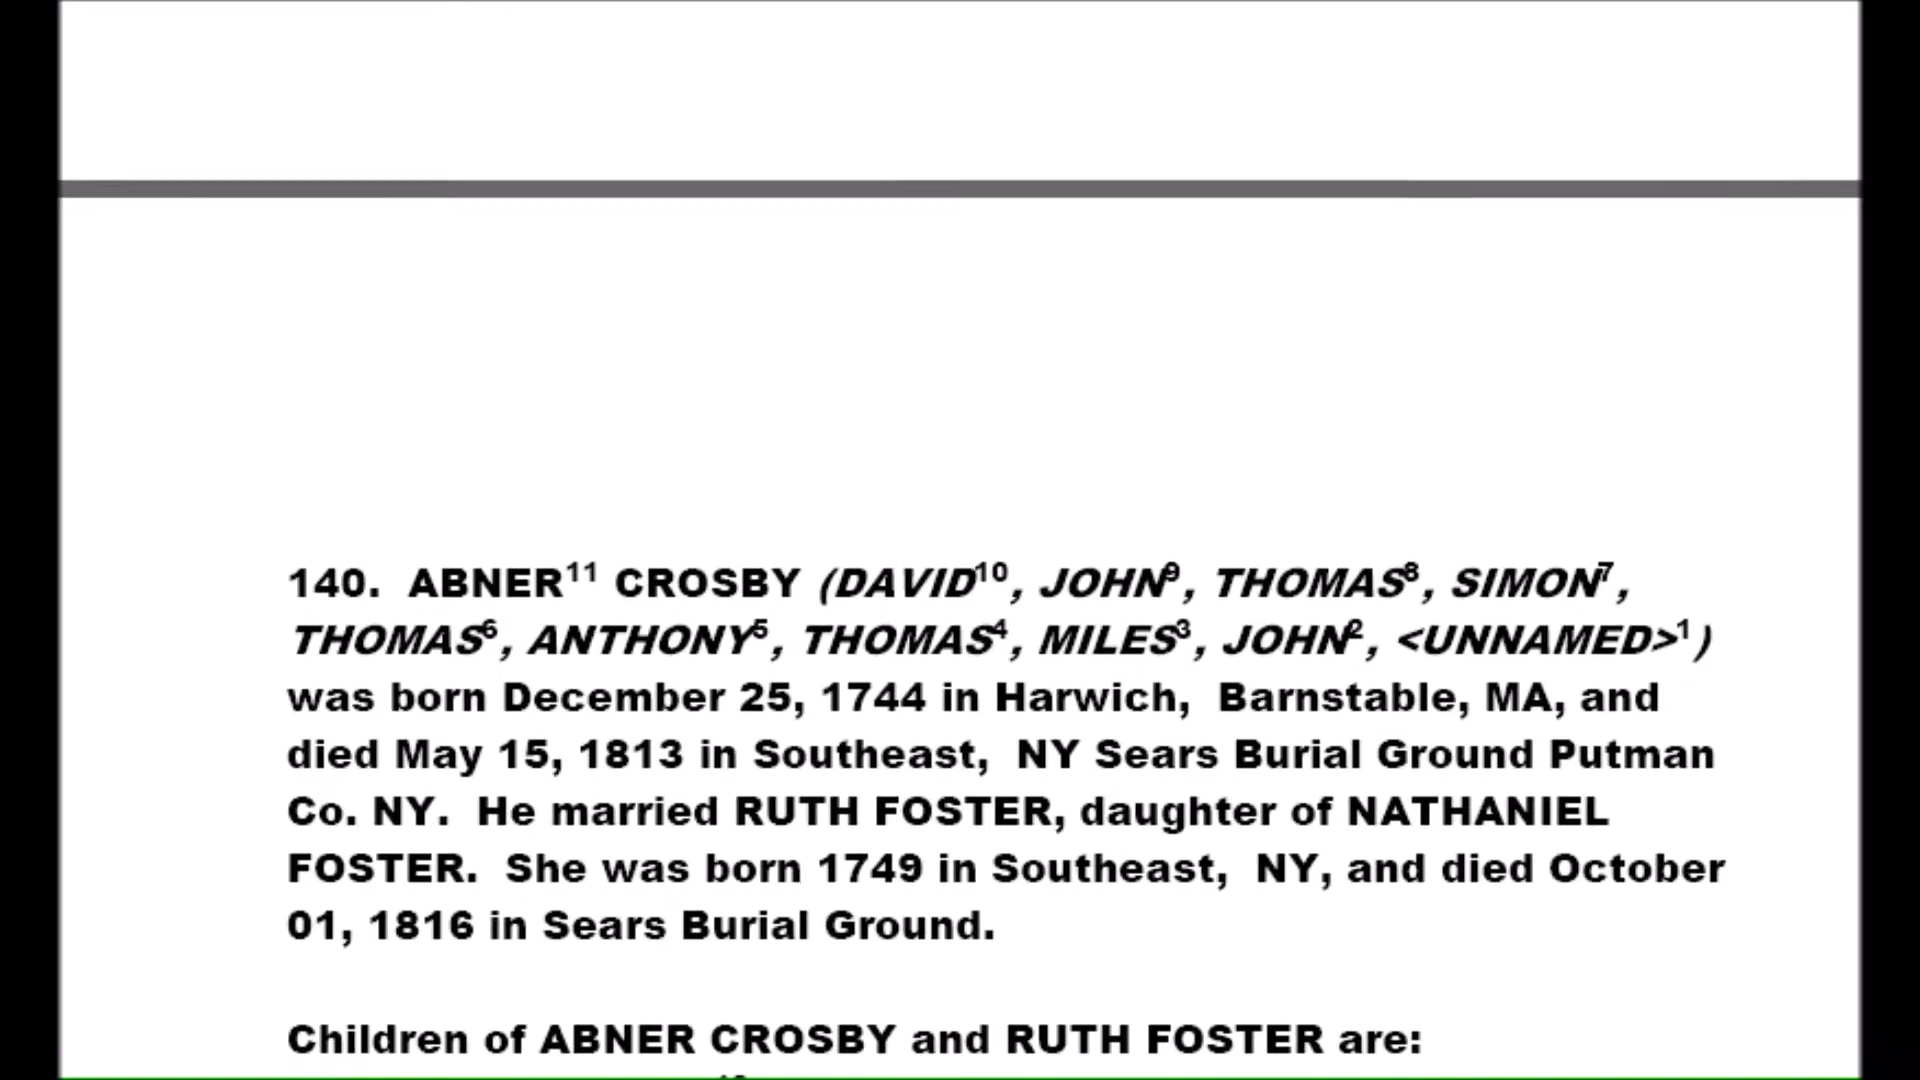 140. ABNER¹¹ CROSBY (DAVID¹⁰, JOHN⁹, THOMAS⁸, SIMON⁷,
THOMAS⁶, ANTHONY⁵, THOMAS⁴, MILES³, JOHN², <UNNAMED>¹)
was born December 25, 1744 in Harwich, Barnstable, MA, and
died May 15, 1813 in Southeast, NY Sears Burial Ground Putman
Co. NY. He married RUTH FOSTER, daughter of NATHANIEL
FOSTER. She was born 1749 in Southeast, NY, and died October
01, 1816 in Sears Burial Ground.
Children of ABNER CROSBY and RUTH FOSTER are: